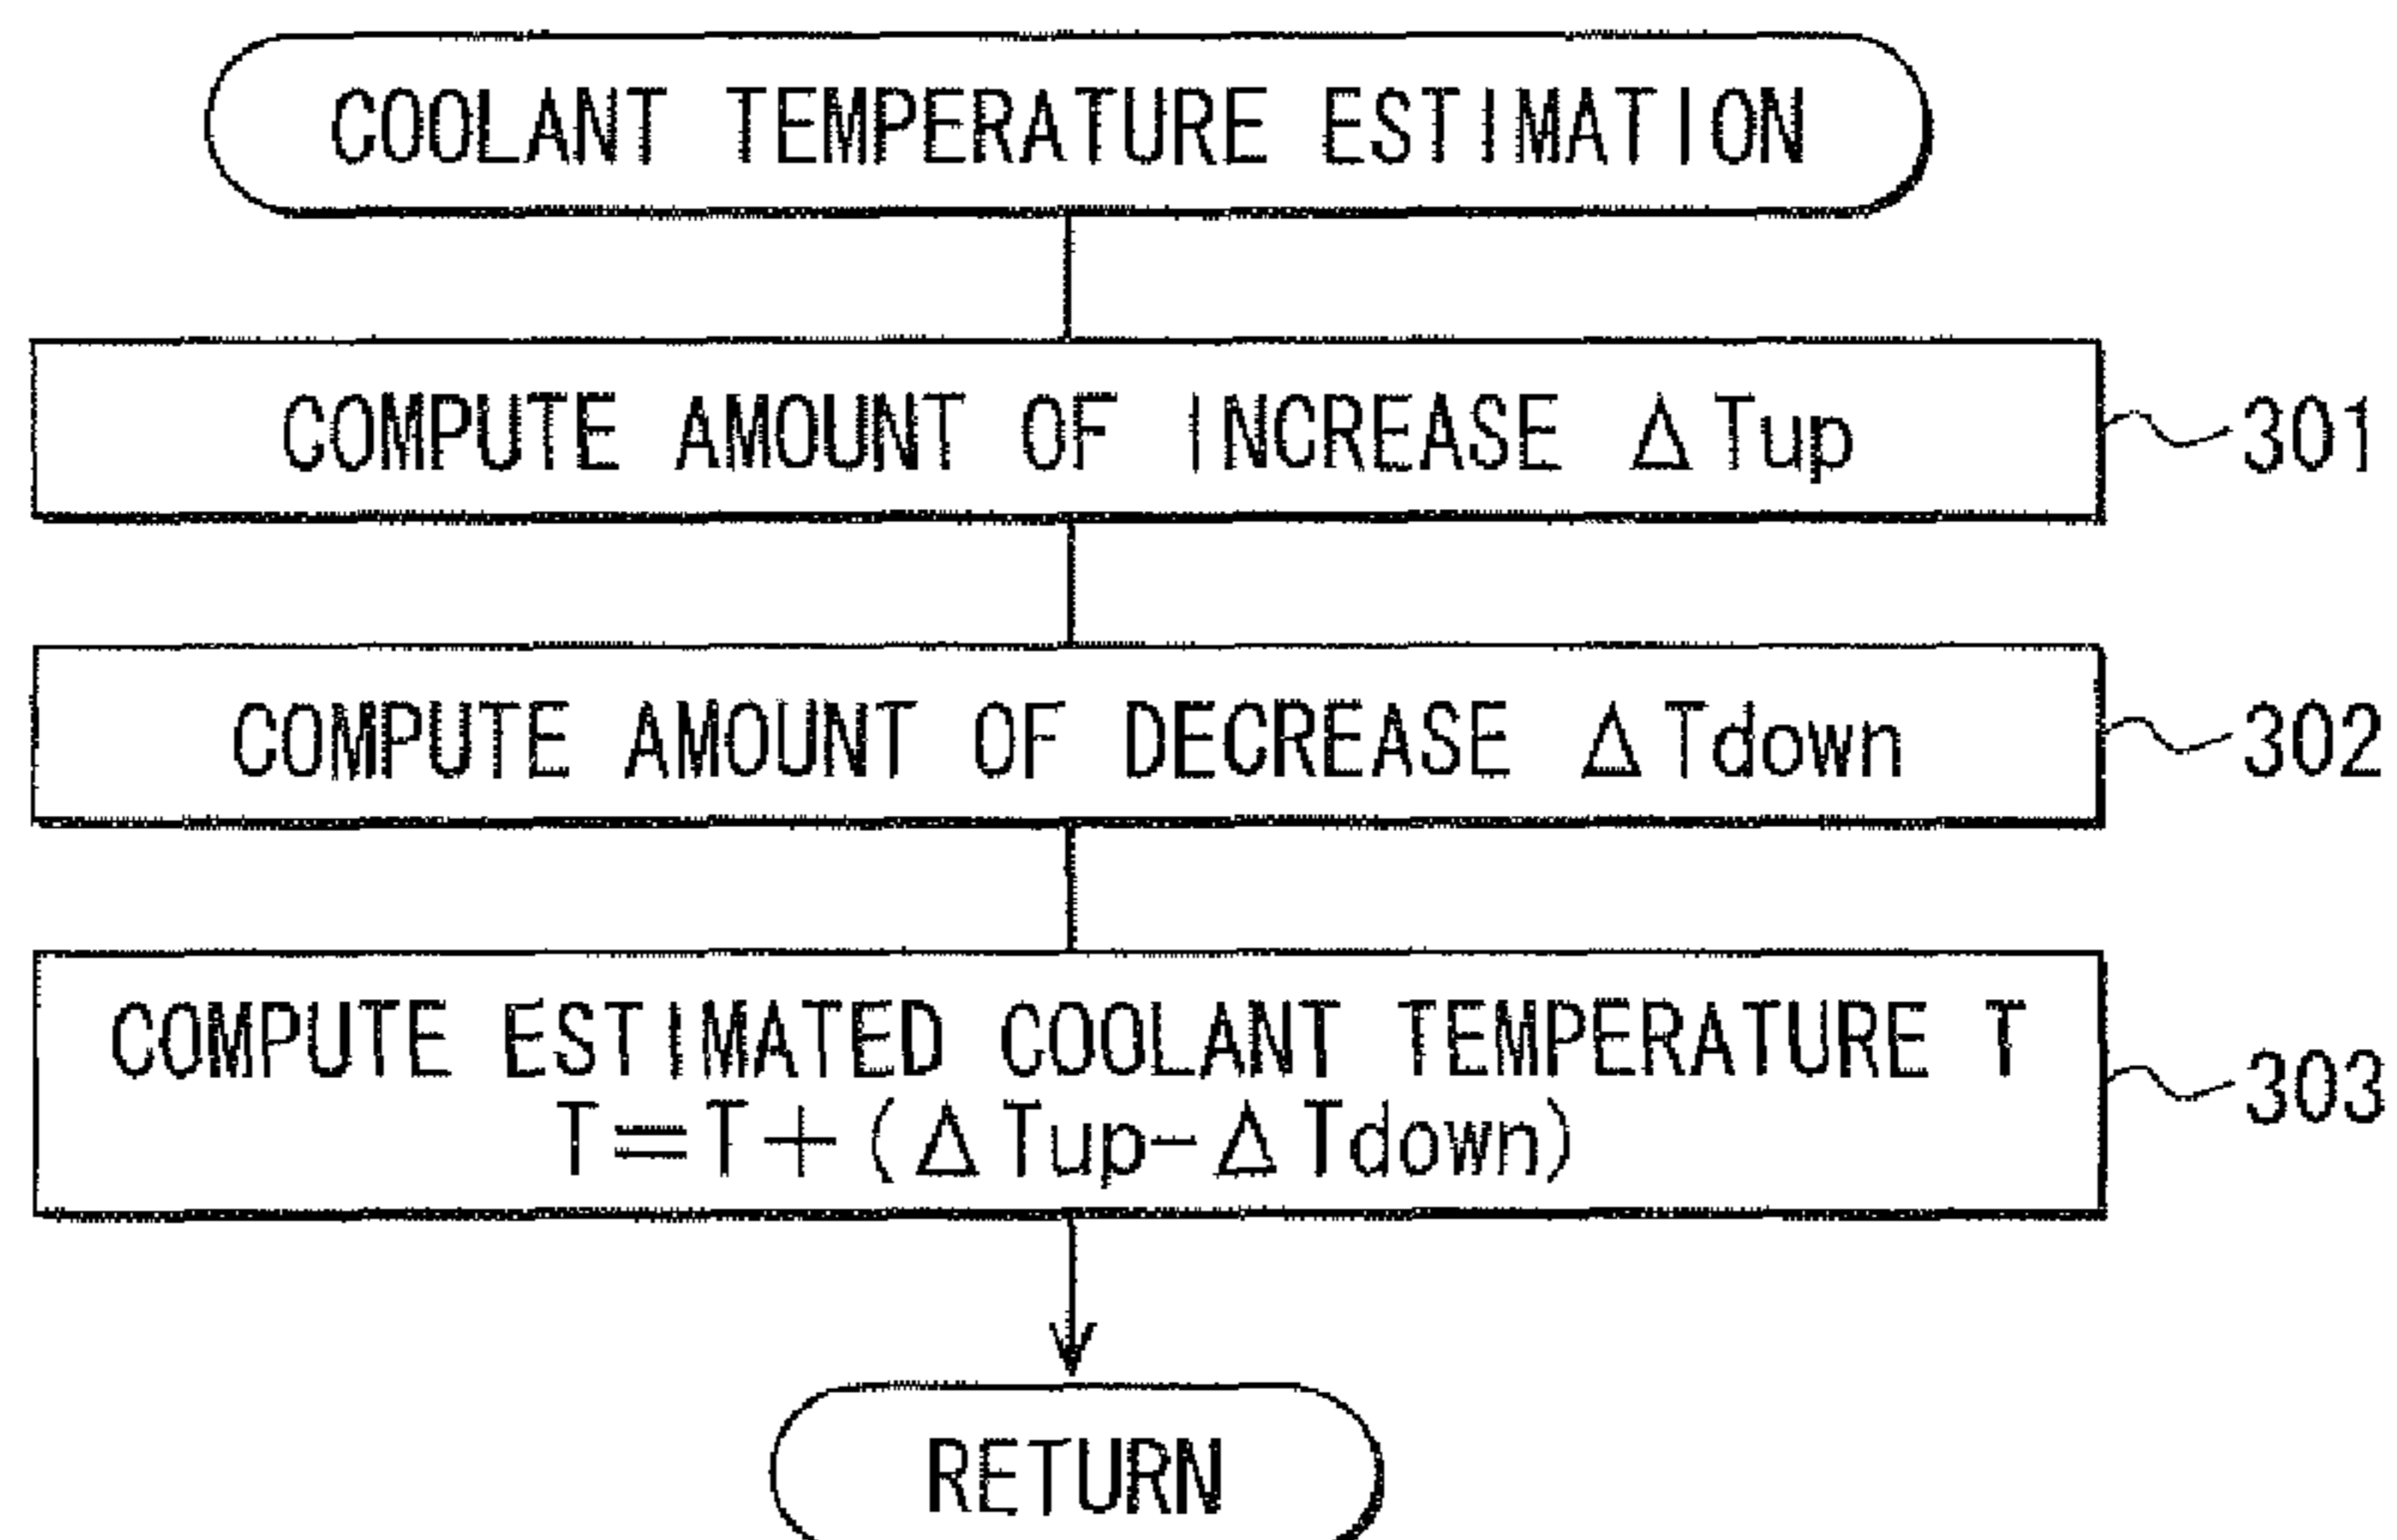 COOLANT TEMPERATURE ESTIMATION
COMPUTE AMOUNT OF INCREASE ΔTup
301
COMPUTE AMOUNT OF DECREASE ΔTdown
302
COMPUTE ESTIMATED COOLANT TEMPERATURE T
T=T+(ΔTup-ΔTdown)
303
RETURN